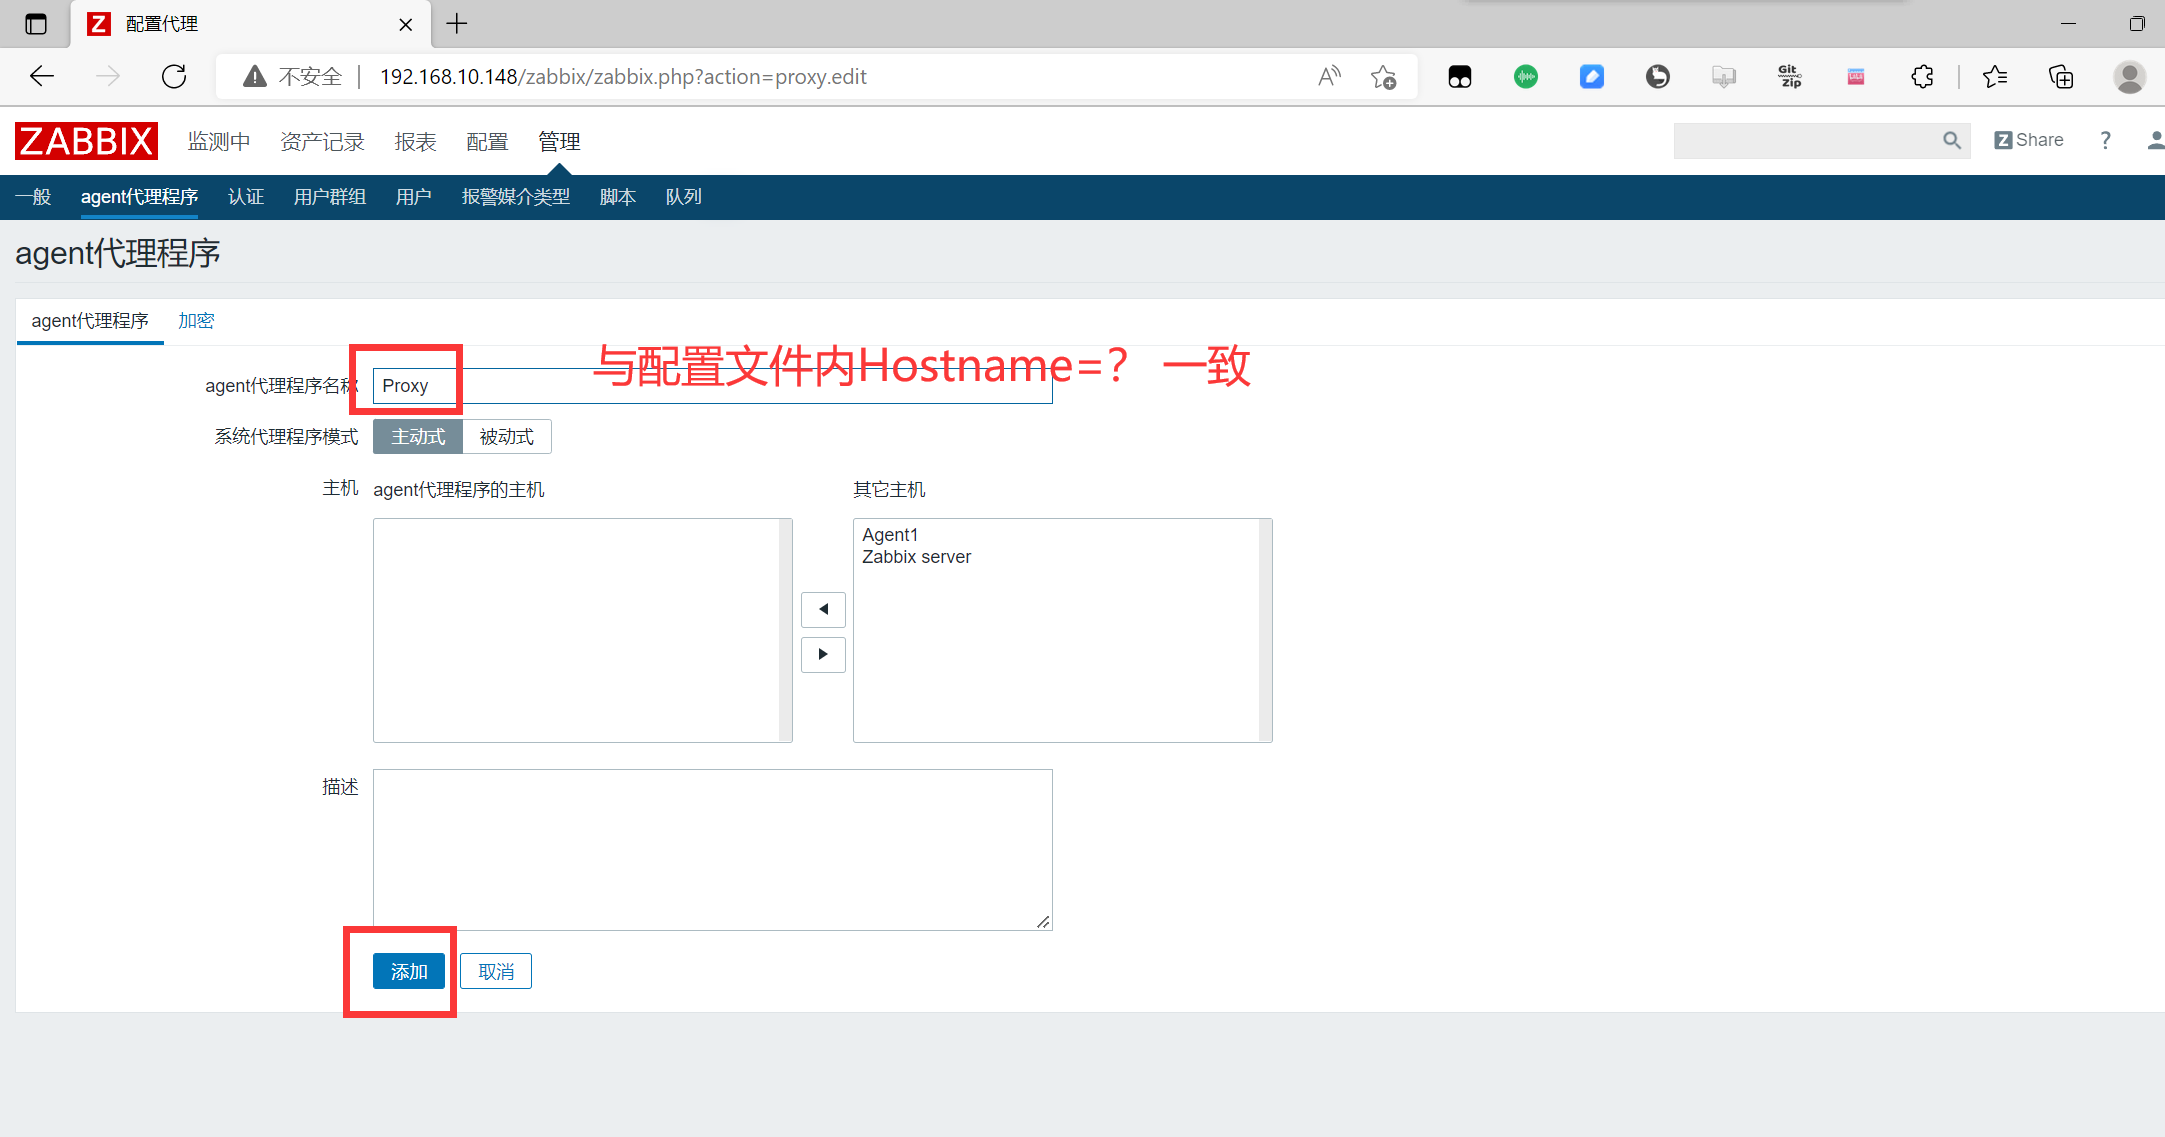 配置代理
不安全 192.168.10.148/zabbix/zabbix.php?action=proxy.edit
Git Zip
ZABBIX 监测中 资产记录 报表 配置 管理 Z Share ?
一般 agent代理程序 认证 用户群组 用户 报警媒介类型 脚本 队列
agent代理程序
agent代理程序 加密
与配置文件内Hostname=? 一致
agent代理程序名称 Proxy
系统代理程序模式 主动式 被动式
主机 agent代理程序的主机 其它主机
Agent1
Zabbix server
描述
添加 取消